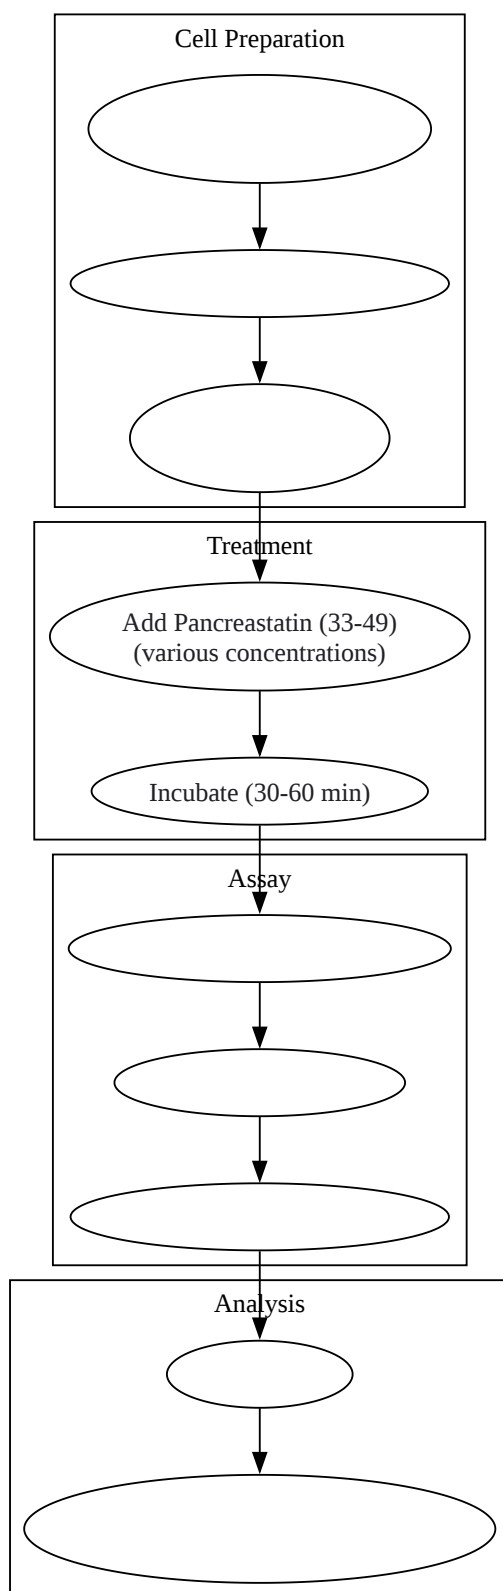 Cell Preparation
Treatment
Add Pancreastatin (33-49)
(various concentrations)
Incubate (30-60 min)
Assay
Analysis